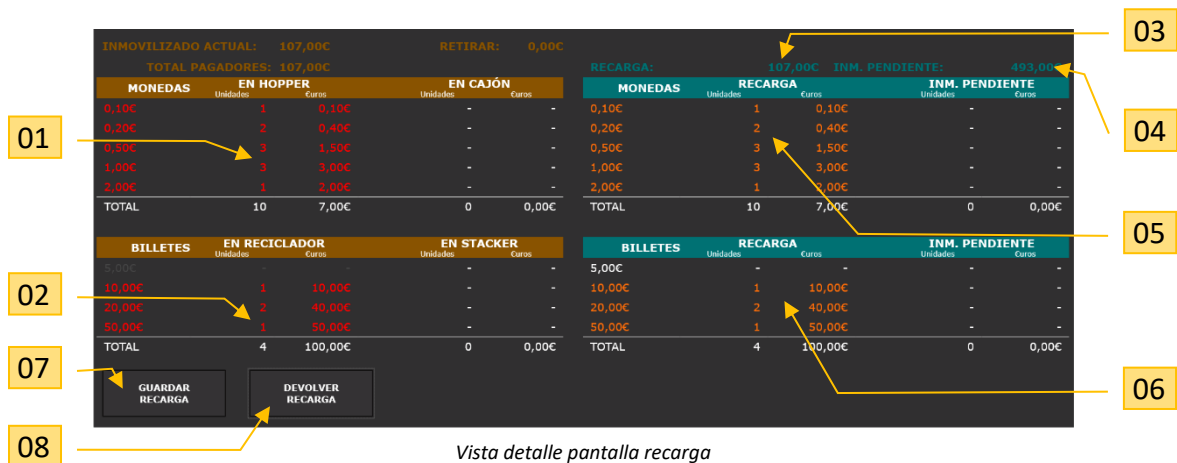 03
INMOVILIZADO ACTUAL: 107,00€ RETIRAR: 0,00€
TOTAL PAGADORES: 107,00€
RECARGA: 107,00€ INM. PENDIENTE: 493,00€
MONEDAS EN HOPPER EN CAJÓN
Unidades €uros Unidades €uros
0,10€ 1 0,10€ - -
0,20€ 2 0,40€ - -
0,50€ 3 1,50€ - -
1,00€ 3 3,00€ - -
2,00€ 1 2,00€ - -
TOTAL 10 7,00€ 0 0,00€
MONEDAS RECARGA INM. PENDIENTE
Unidades €uros Unidades €uros
0,10€ 1 0,10€ - -
0,20€ 2 0,40€ - -
0,50€ 3 1,50€ - -
1,00€ 3 3,00€ - -
2,00€ 1 2,00€ - -
TOTAL 10 7,00€ 0 0,00€
01
04
05
BILLETES EN RECICLADOR EN STACKER
Unidades €uros Unidades €uros
5,00€ - - - -
10,00€ 1 10,00€ - -
20,00€ 2 40,00€ - -
50,00€ 1 50,00€ - -
TOTAL 4 100,00€ 0 0,00€
BILLETES RECARGA INM. PENDIENTE
Unidades €uros Unidades €uros
5,00€ - - - -
10,00€ 1 10,00€ - -
20,00€ 2 40,00€ - -
50,00€ 1 50,00€ - -
TOTAL 4 100,00€ 0 0,00€
02
07
GUARDAR
RECARGA
DEVOLVER
RECARGA
06
08
Vista detalle pantalla recarga